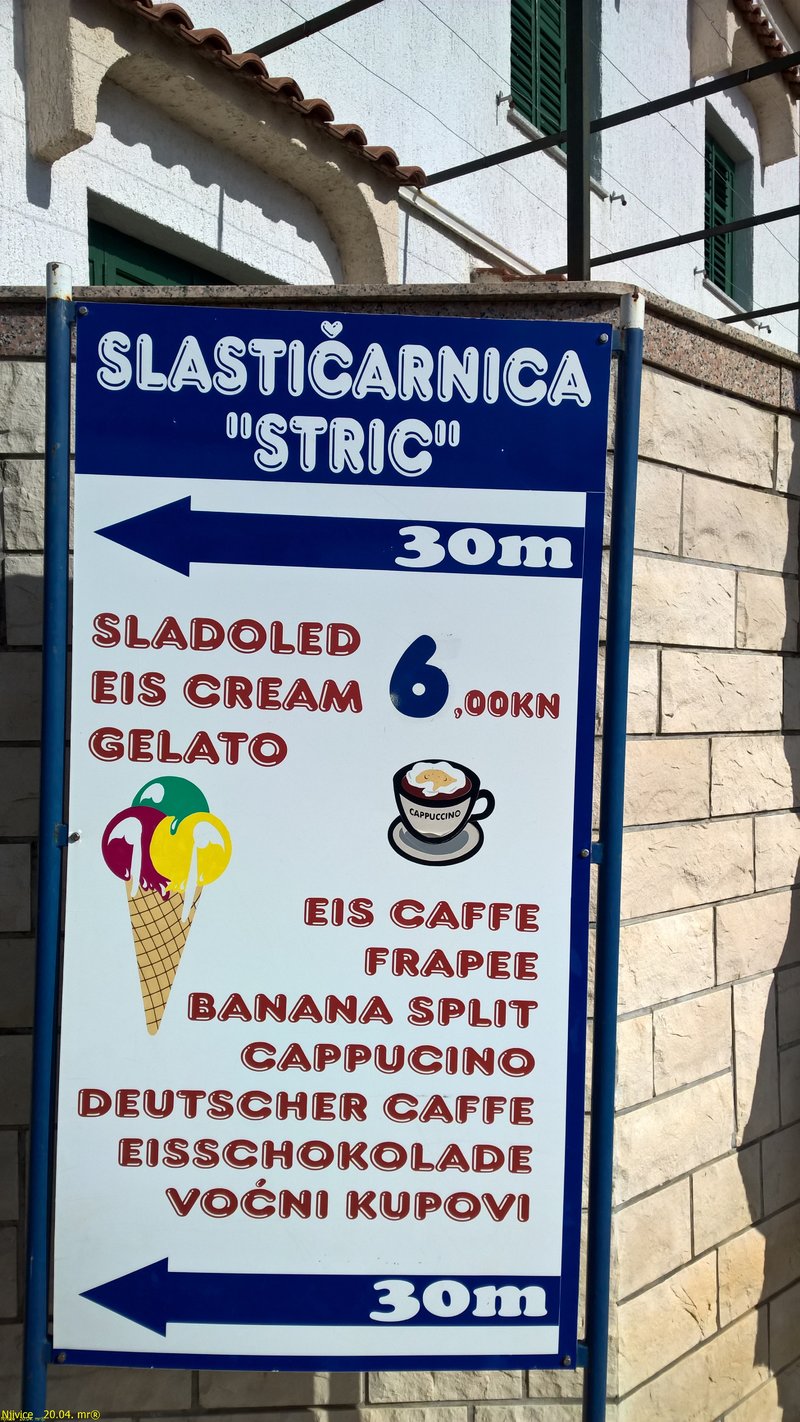 SLASTIČARNICA
"STRIC"
30m
SLADOLED
EIS CREAM
GELATO
6,00KN
CAPPUCCINO
EIS CAFFE
FRAPEE
BANANA SPLIT
CAPPUCINO
DEUTSCHER CAFFE
EISSCHOKOLADE
VOĆNI KUPOVI
30m
Njivice 20.04. mr®